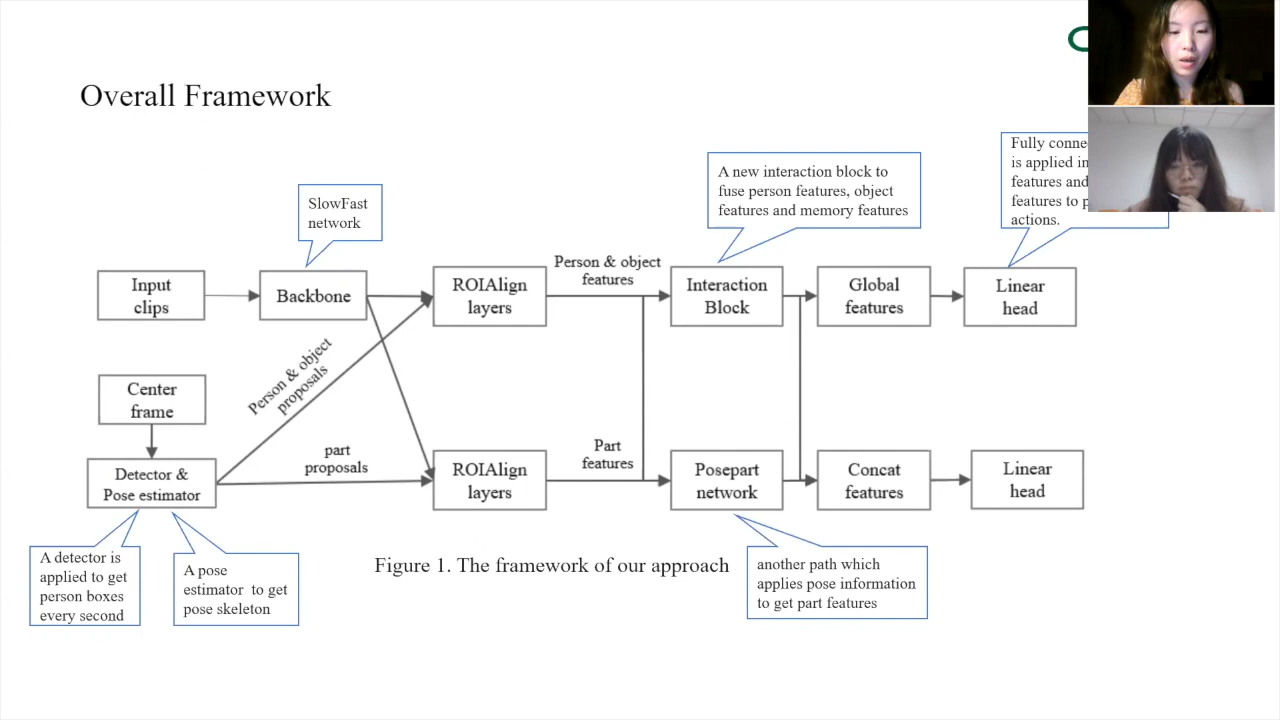 Overall Framework
SlowFast
network
A new interaction block to
fuse person features, object
features and memory features
Fully
is applied
features and
features to
actions.
Input
clips
Backbone
ROIAlign
layers
Person & object
features
Interaction
Block
Global
features
Linear
head
Person & object
proposals
Center
frame
Detector &
Pose estimator
part
proposals
ROIAlign
layers
Part
features
Posepart
network
Concat
features
Linear
head
A detector is
applied to get
person boxes
every second
A pose
estimator to get
pose skeleton
Figure 1. The framework of our approach
another path which
applies pose information
to get part features